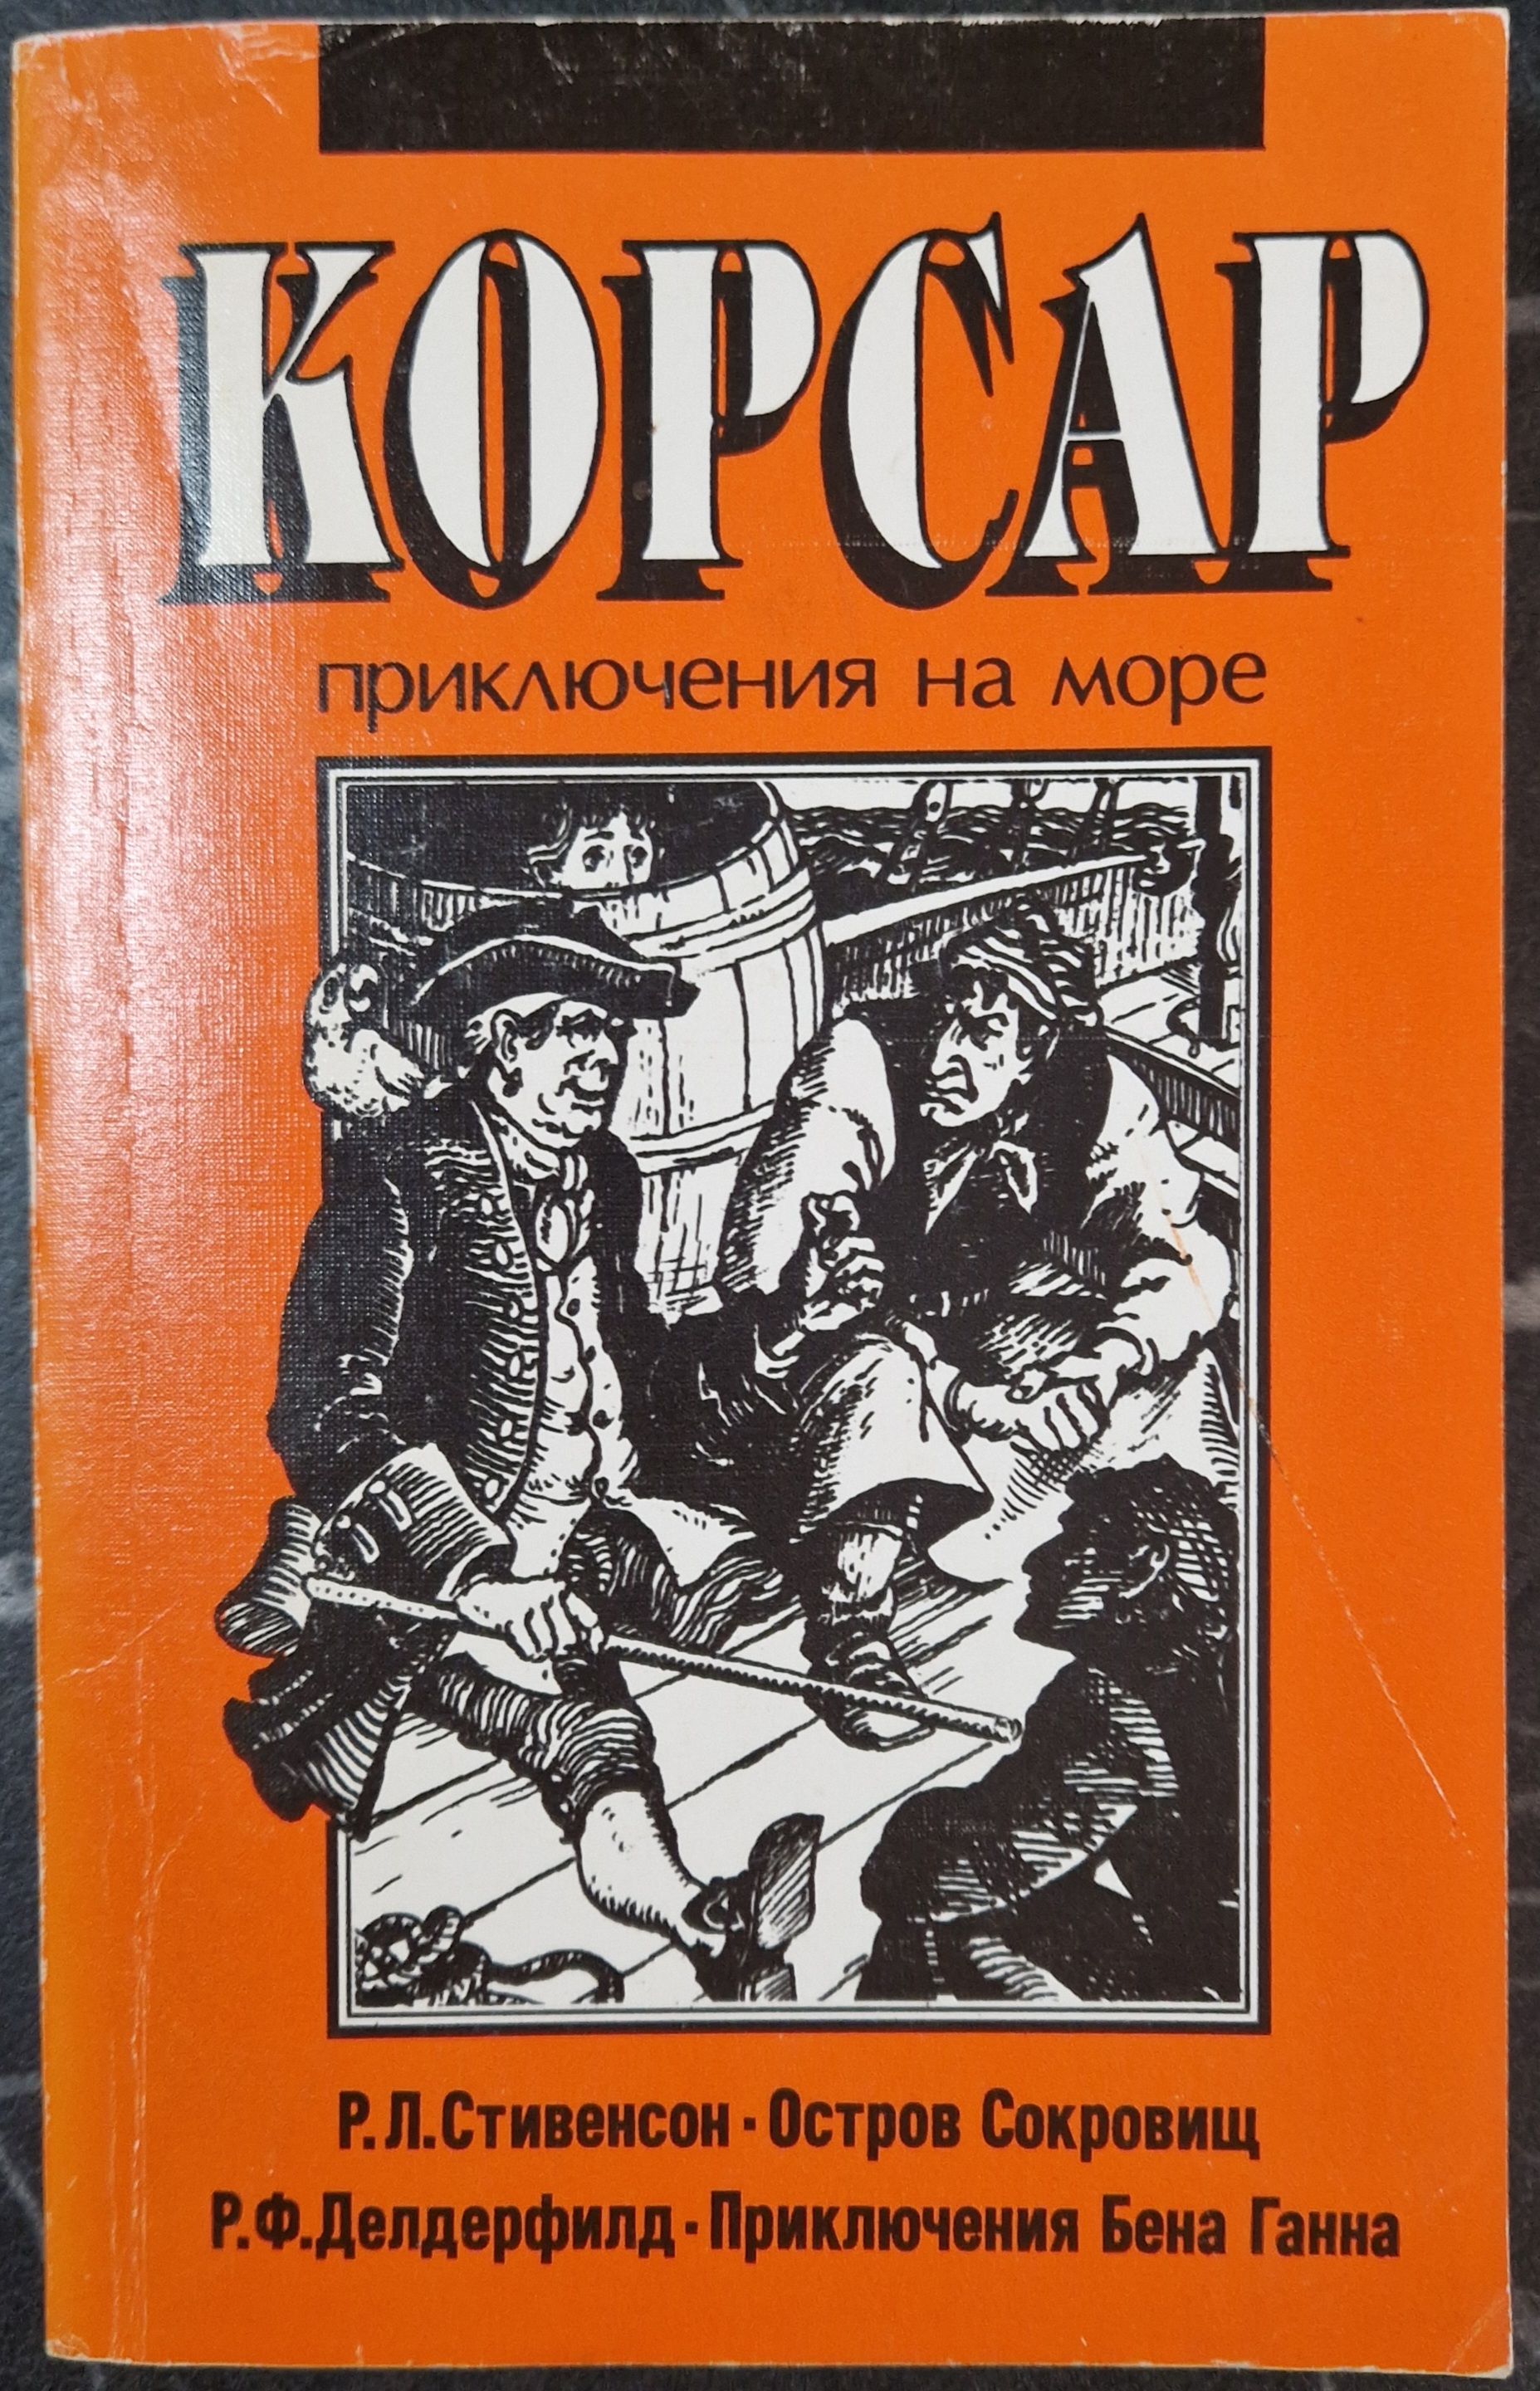 КОРСАР
приключения на море
Р.Л.Стивенсон · Остров Сокровищ
Р.Ф.Делдерфилд · Приключения Бена Ганна